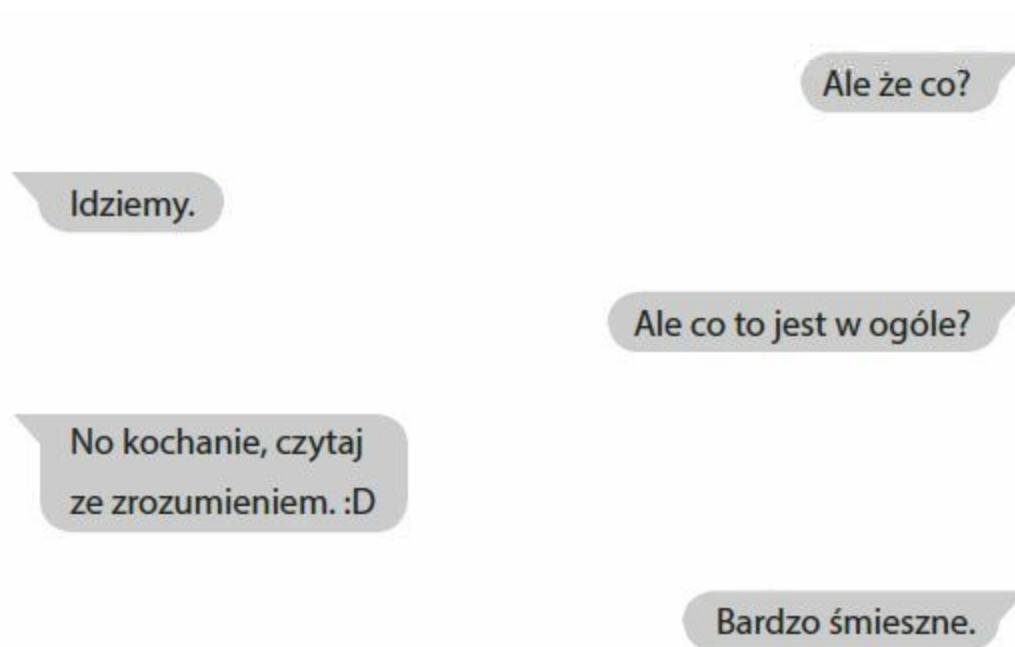 Ale że co?
Idziemy.
Ale co to jest w ogóle?
No kochanie, czytaj
ze zrozumieniem. :D
Bardzo śmieszne.